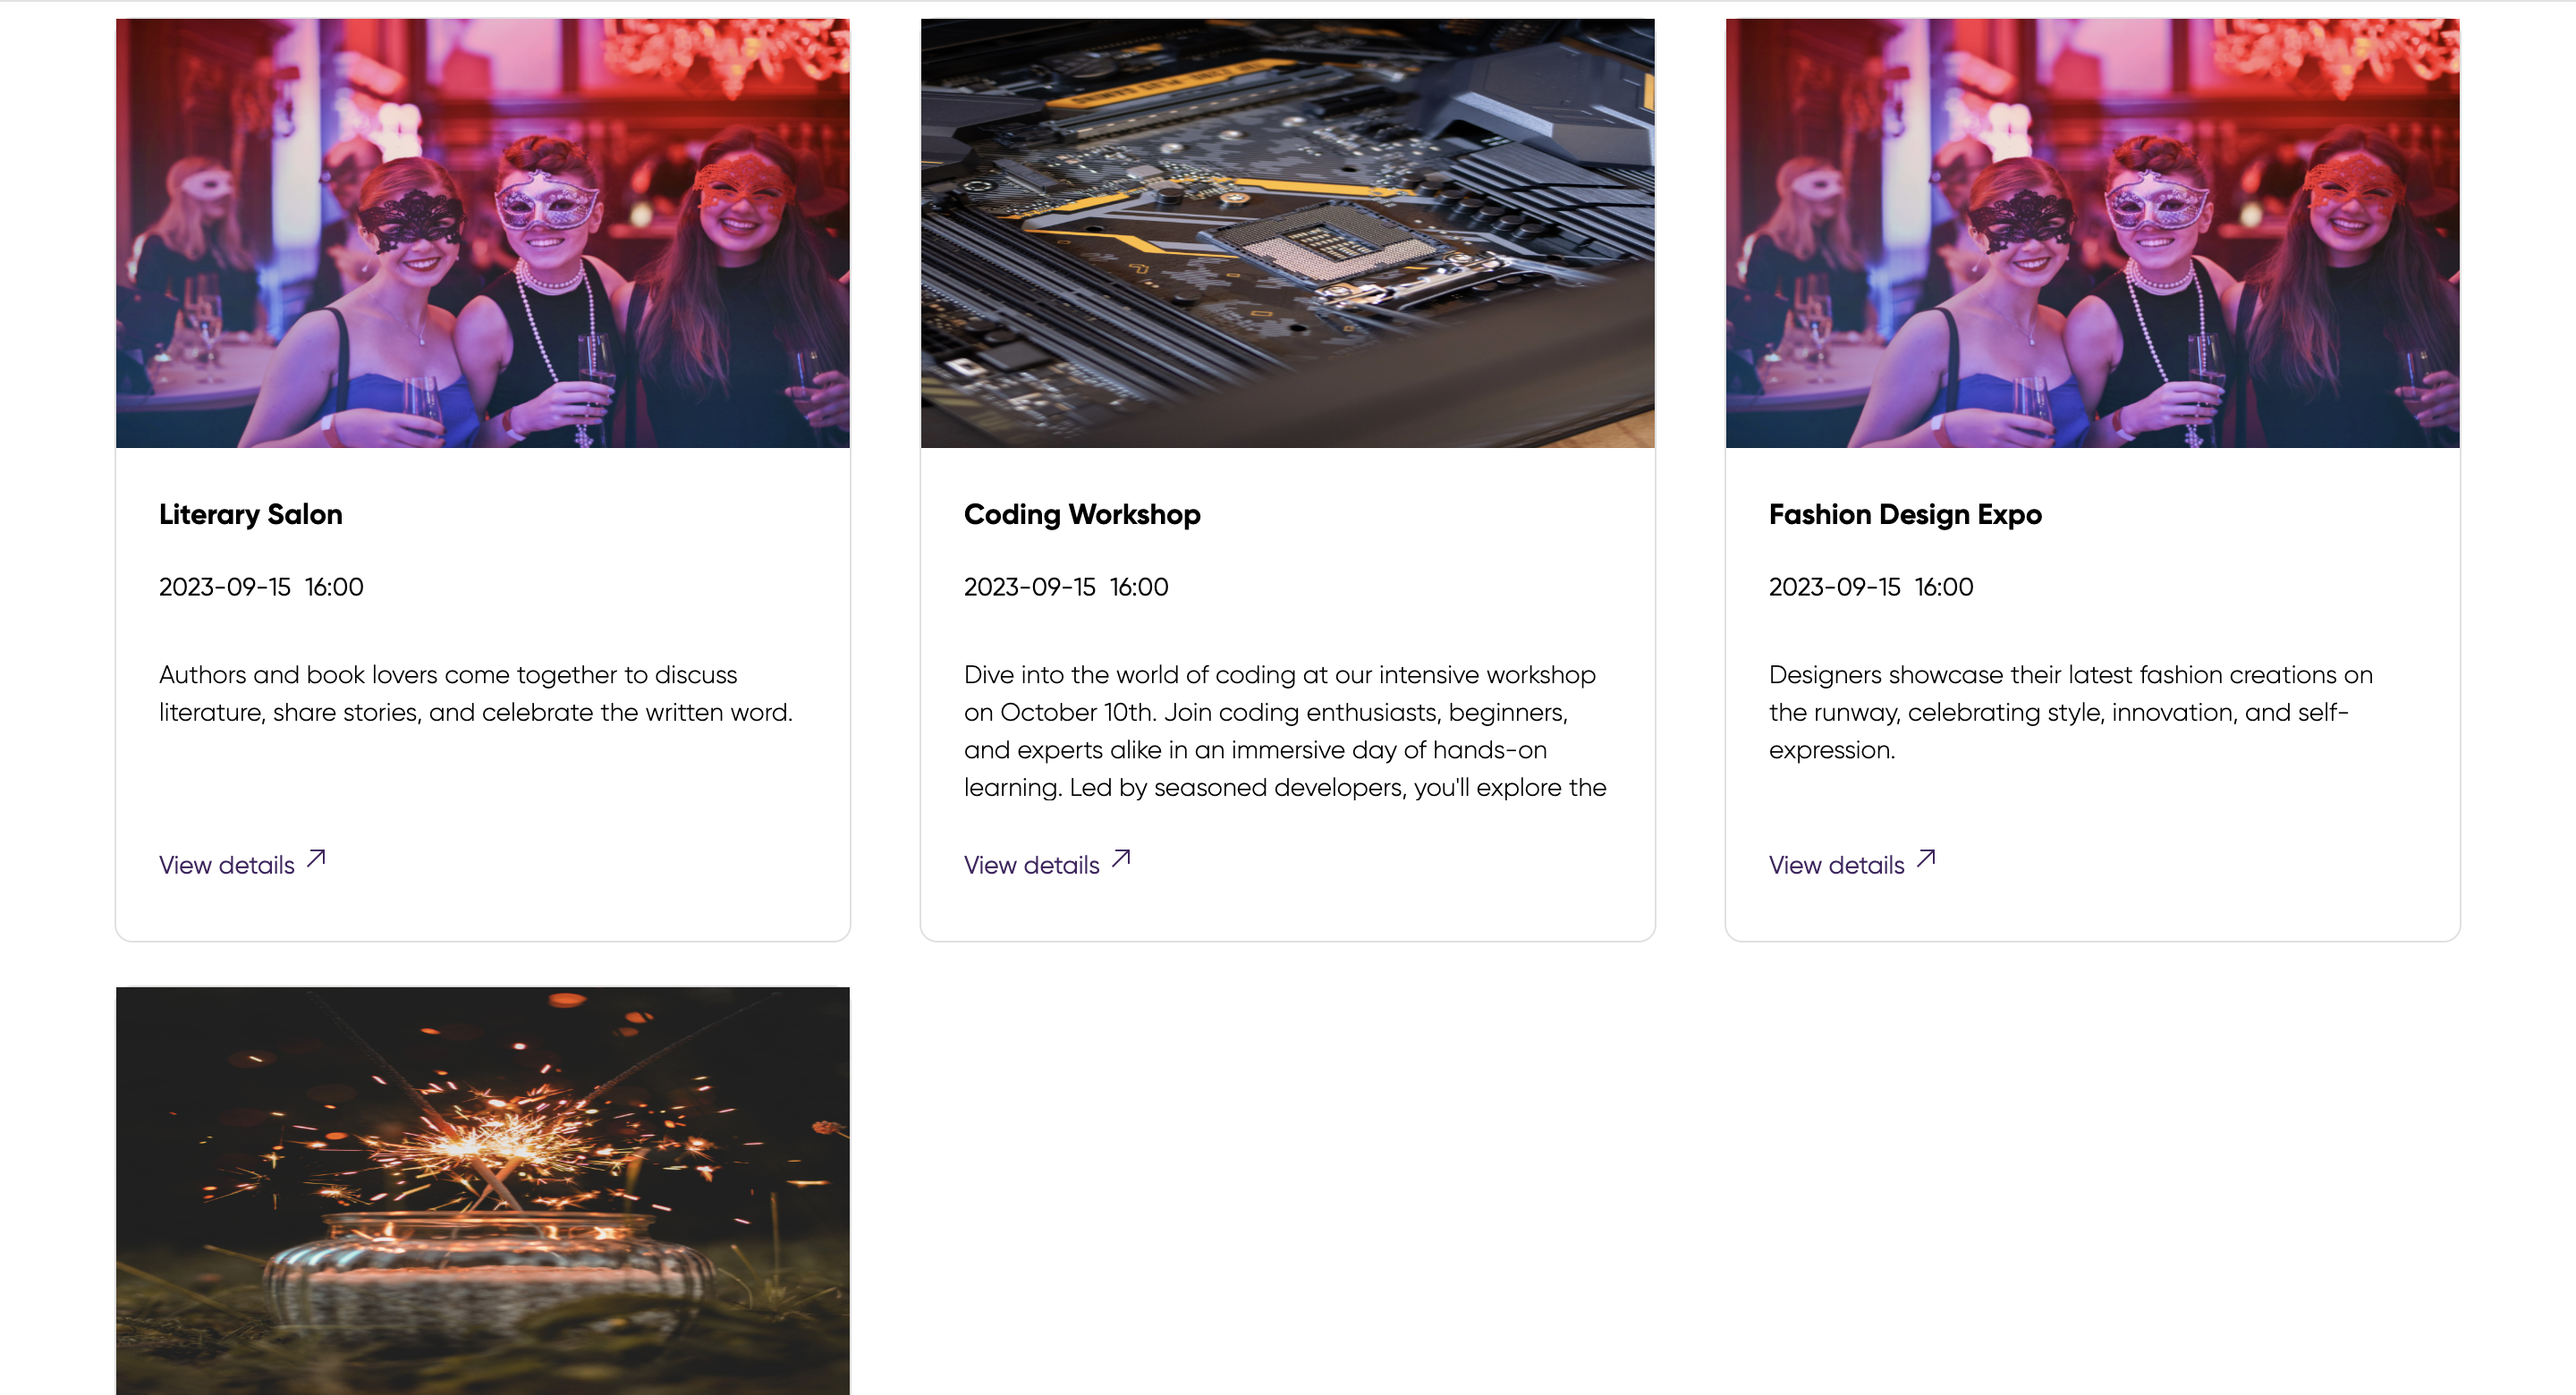 Literary Salon
2023-09-15 16:00
Authors and book lovers come together to discuss
literature, share stories, and celebrate the written word.
View details
Coding Workshop
2023-09-15 16:00
Dive into the world of coding at our intensive workshop
on October 10th. Join coding enthusiasts, beginners,
and experts alike in an immersive day of hands-on
learning. Led by seasoned developers, you'll explore the
View details
Fashion Design Expo
2023-09-15 16:00
Designers showcase their latest fashion creations on
the runway, celebrating style, innovation, and self-
expression.
View details